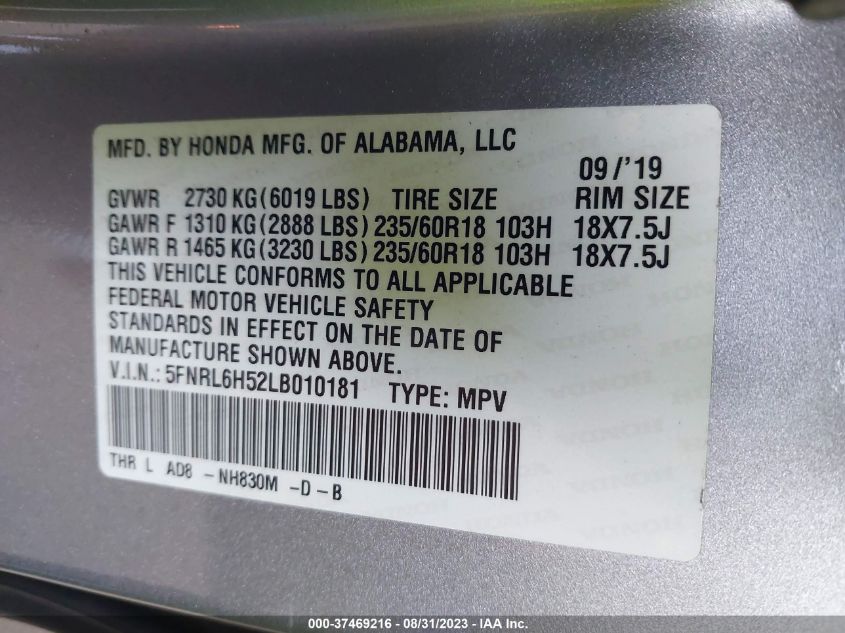 MFD. BY HONDA MFG. OF ALABAMA, LLC
09/'19
GVWR 2730 KG(6019 LBS) TIRE SIZE RIM SIZE
GAWR F 1310 KG(2888 LBS) 235/60R18 103H 18X7.5J
GAWR R 1465 KG(3230 LBS) 235/60R18 103H 18X7.5J
THIS VEHICLE CONFORMS TO ALL APPLICABLE
FEDERAL MOTOR VEHICLE SAFETY
STANDARDS IN EFFECT ON THE DATE OF
MANUFACTURE SHOWN ABOVE.
V.I.N.: 5FNRL6H52LB010181 TYPE: MPV
THR L AD8 - NH830M - D - B
000-37469216 - 08/31/2023 - IAA Inc.